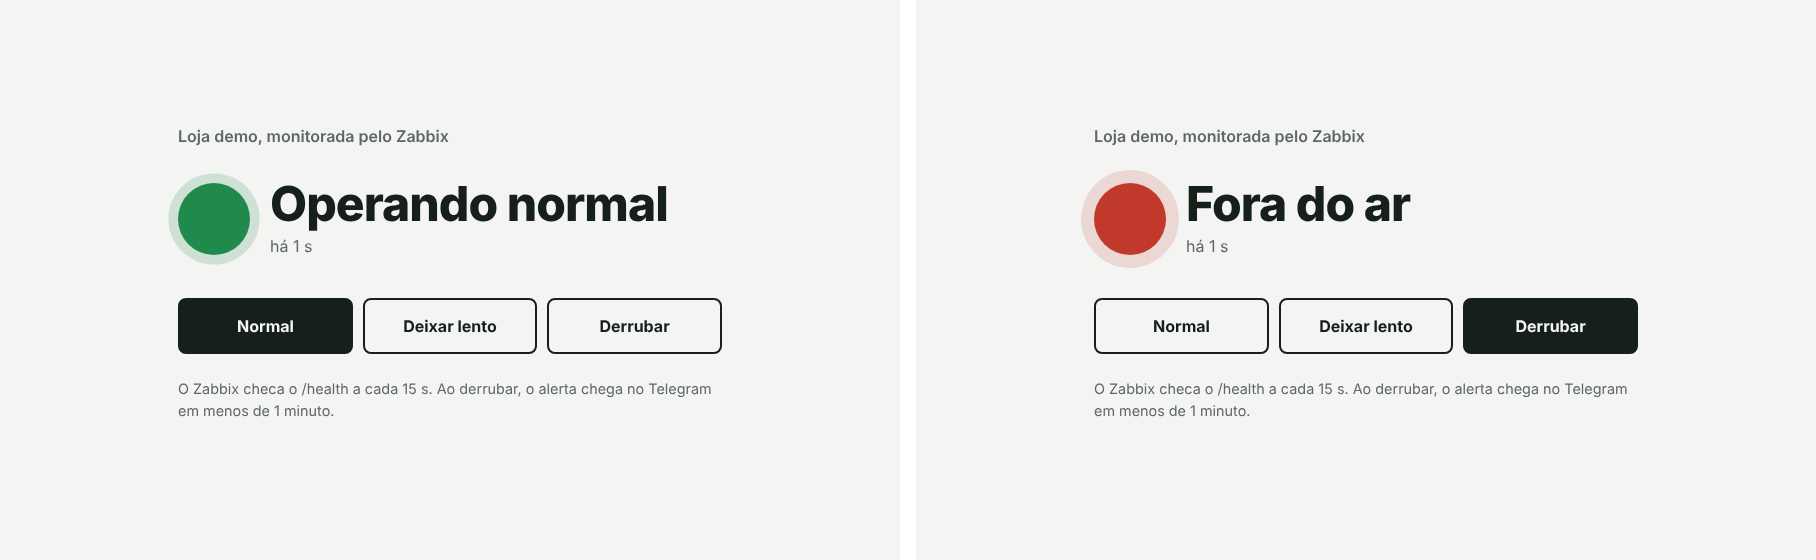 Loja demo, monitorada pelo Zabbix
Operando normal
há 1 s
Normal
Deixar lento
Derrubar
O Zabbix checa o /health a cada 15 s. Ao derrubar, o alerta chega no Telegram
em menos de 1 minuto.
Loja demo, monitorada pelo Zabbix
Fora do ar
há 1 s
Normal
Deixar lento
Derrubar
O Zabbix checa o /health a cada 15 s. Ao derrubar, o alerta chega no Telegram
em menos de 1 minuto.